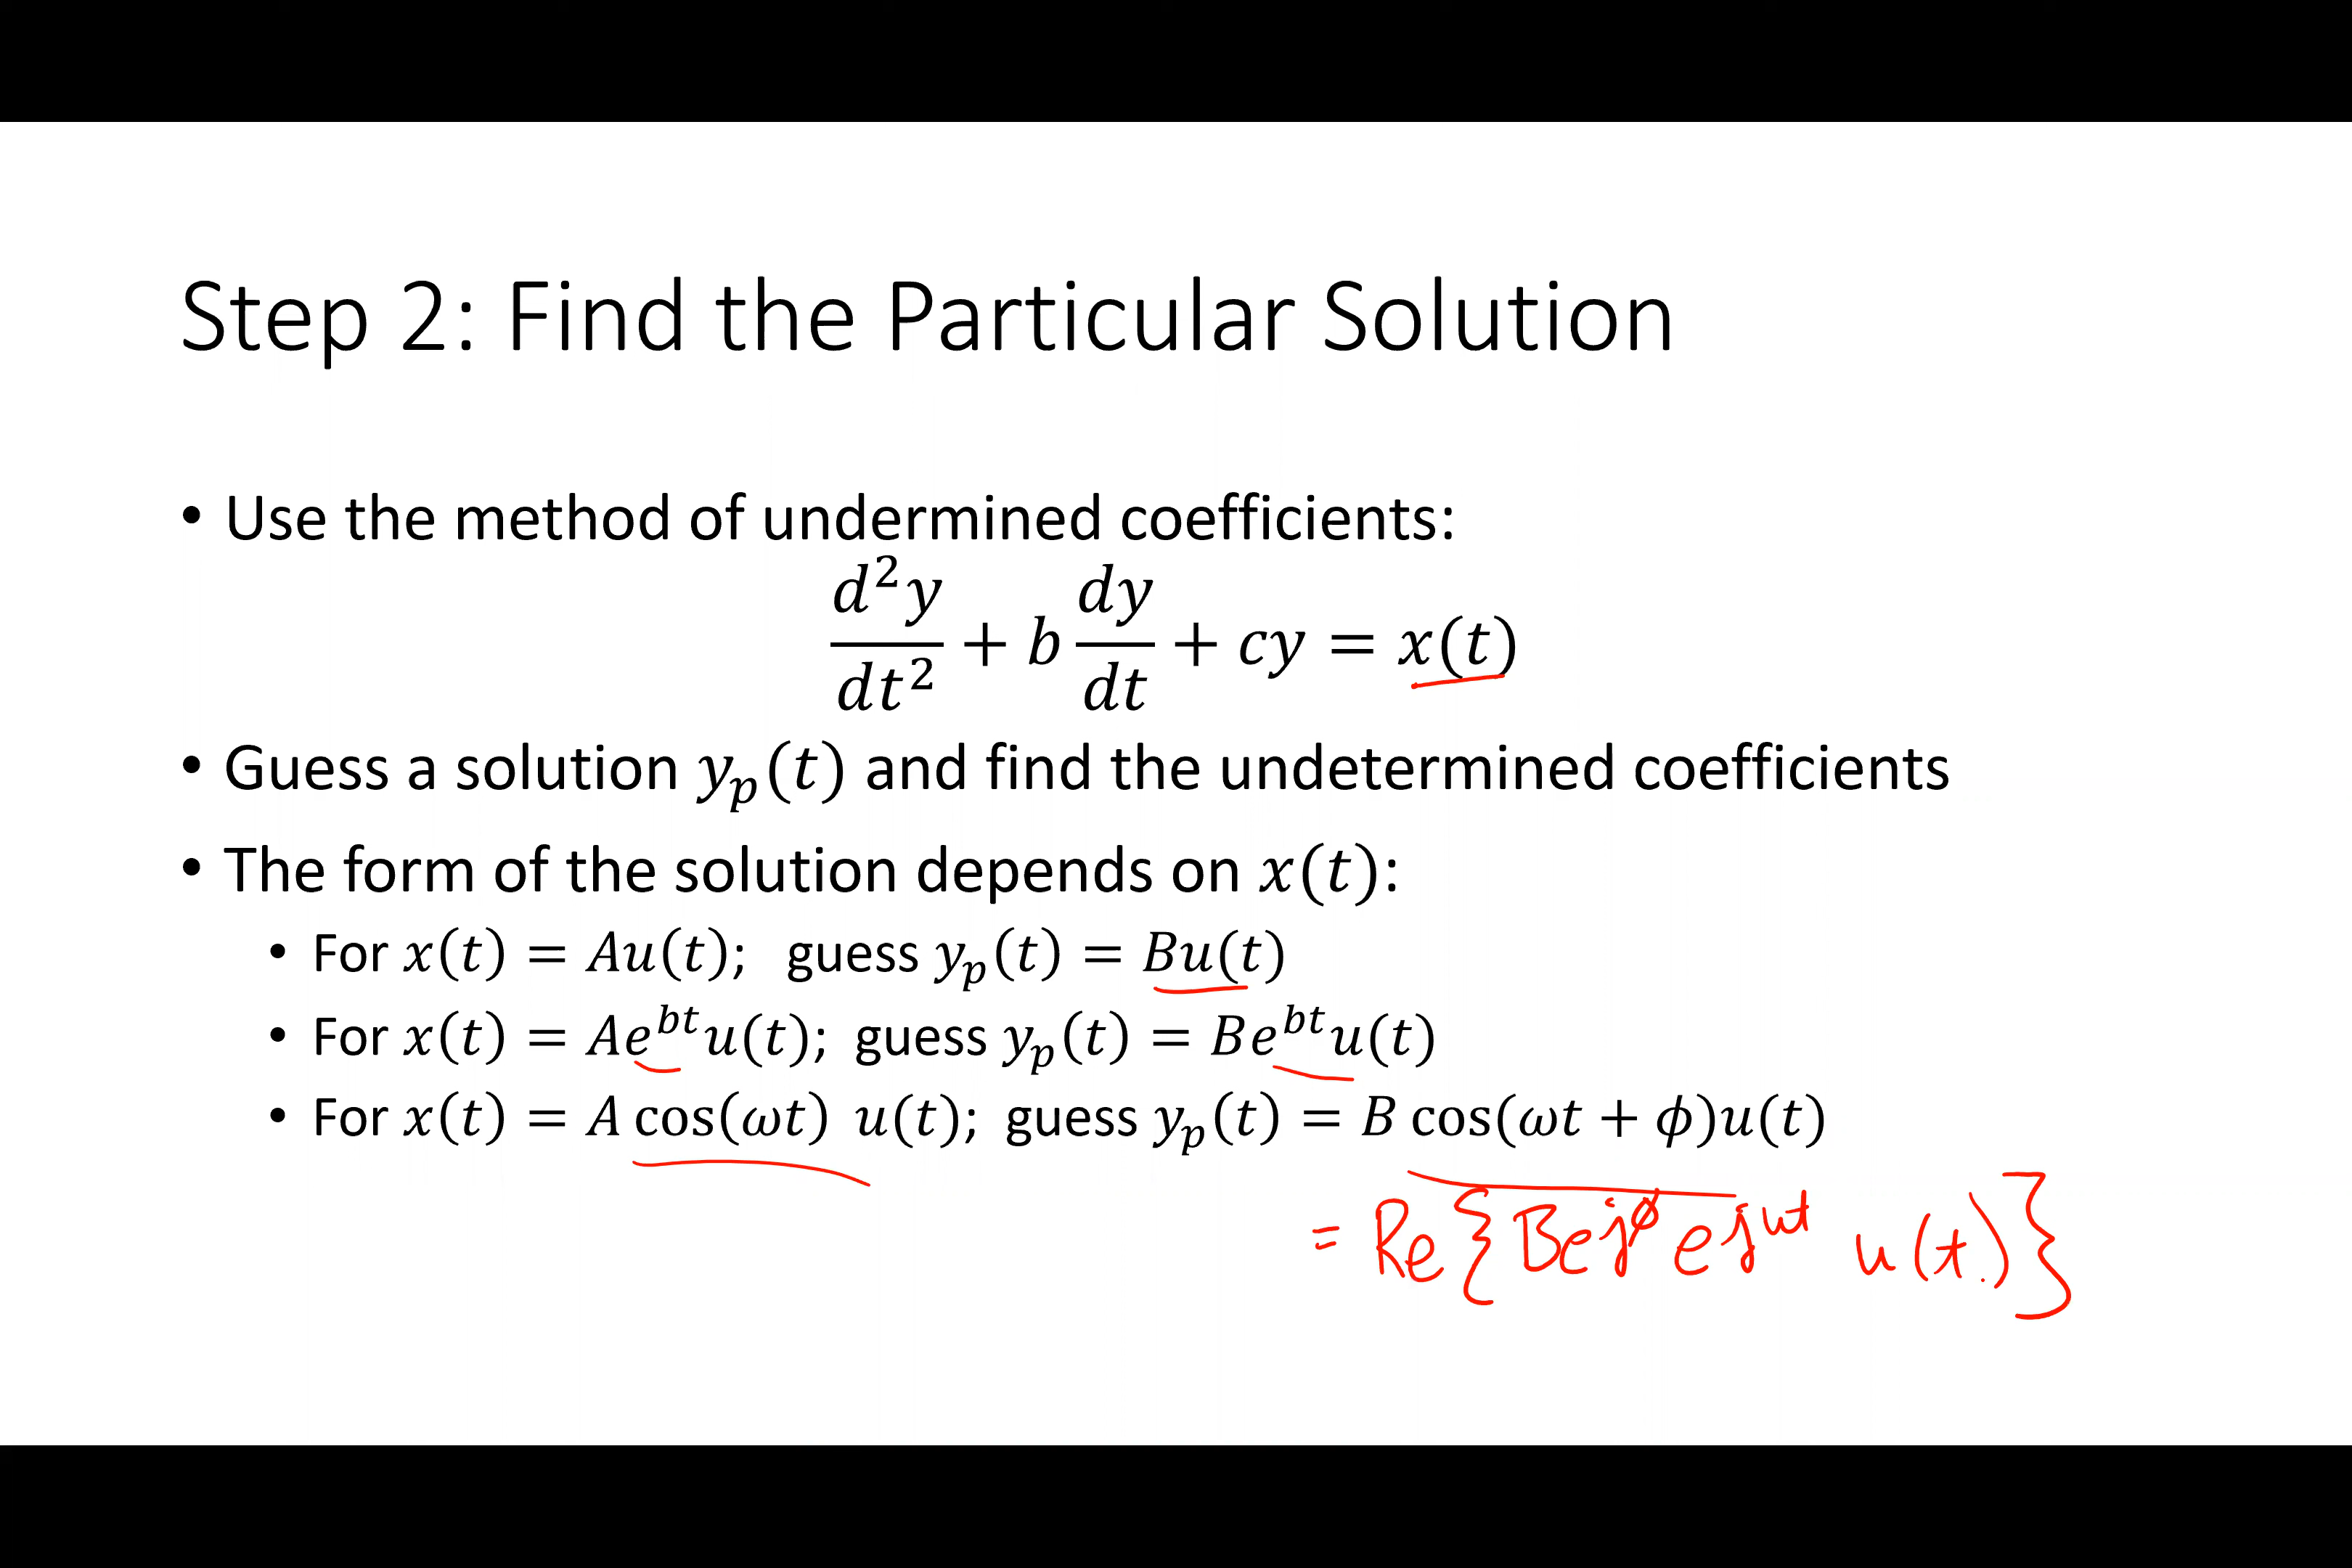 Step 2: Find the Particular Solution
• Use the method of undermined coefficients:
d²y/dt² + b dy/dt + cy = x(t)
• Guess a solution yₚ(t) and find the undetermined coefficients
• The form of the solution depends on x(t):
• For x(t) = Au(t); guess yₚ(t) = Bu(t)
• For x(t) = Ae^{bt}u(t); guess yₚ(t) = Be^{bt}u(t)
• For x(t) = A cos(ωt) u(t); guess yₚ(t) = B cos(ωt + ϕ)u(t)
= Re{Be^{jϕ} e^{jωt} u(t)}